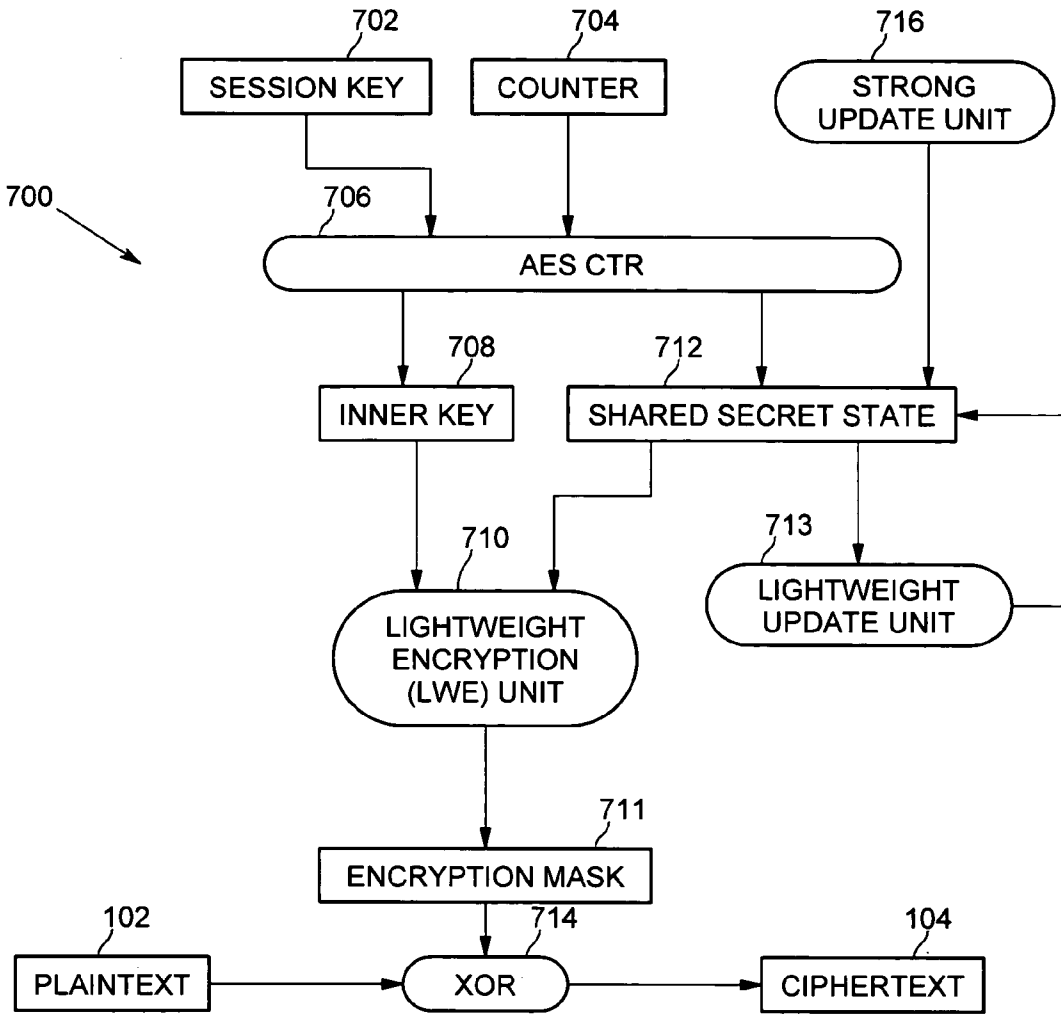 702
704
716
SESSION KEY
COUNTER
STRONG
UPDATE UNIT
700
706
AES CTR
708
712
INNER KEY
SHARED SECRET STATE
710
713
LIGHTWEIGHT
ENCRYPTION
(LWE) UNIT
LIGHTWEIGHT
UPDATE UNIT
711
ENCRYPTION MASK
102
714
104
PLAINTEXT
XOR
CIPHERTEXT